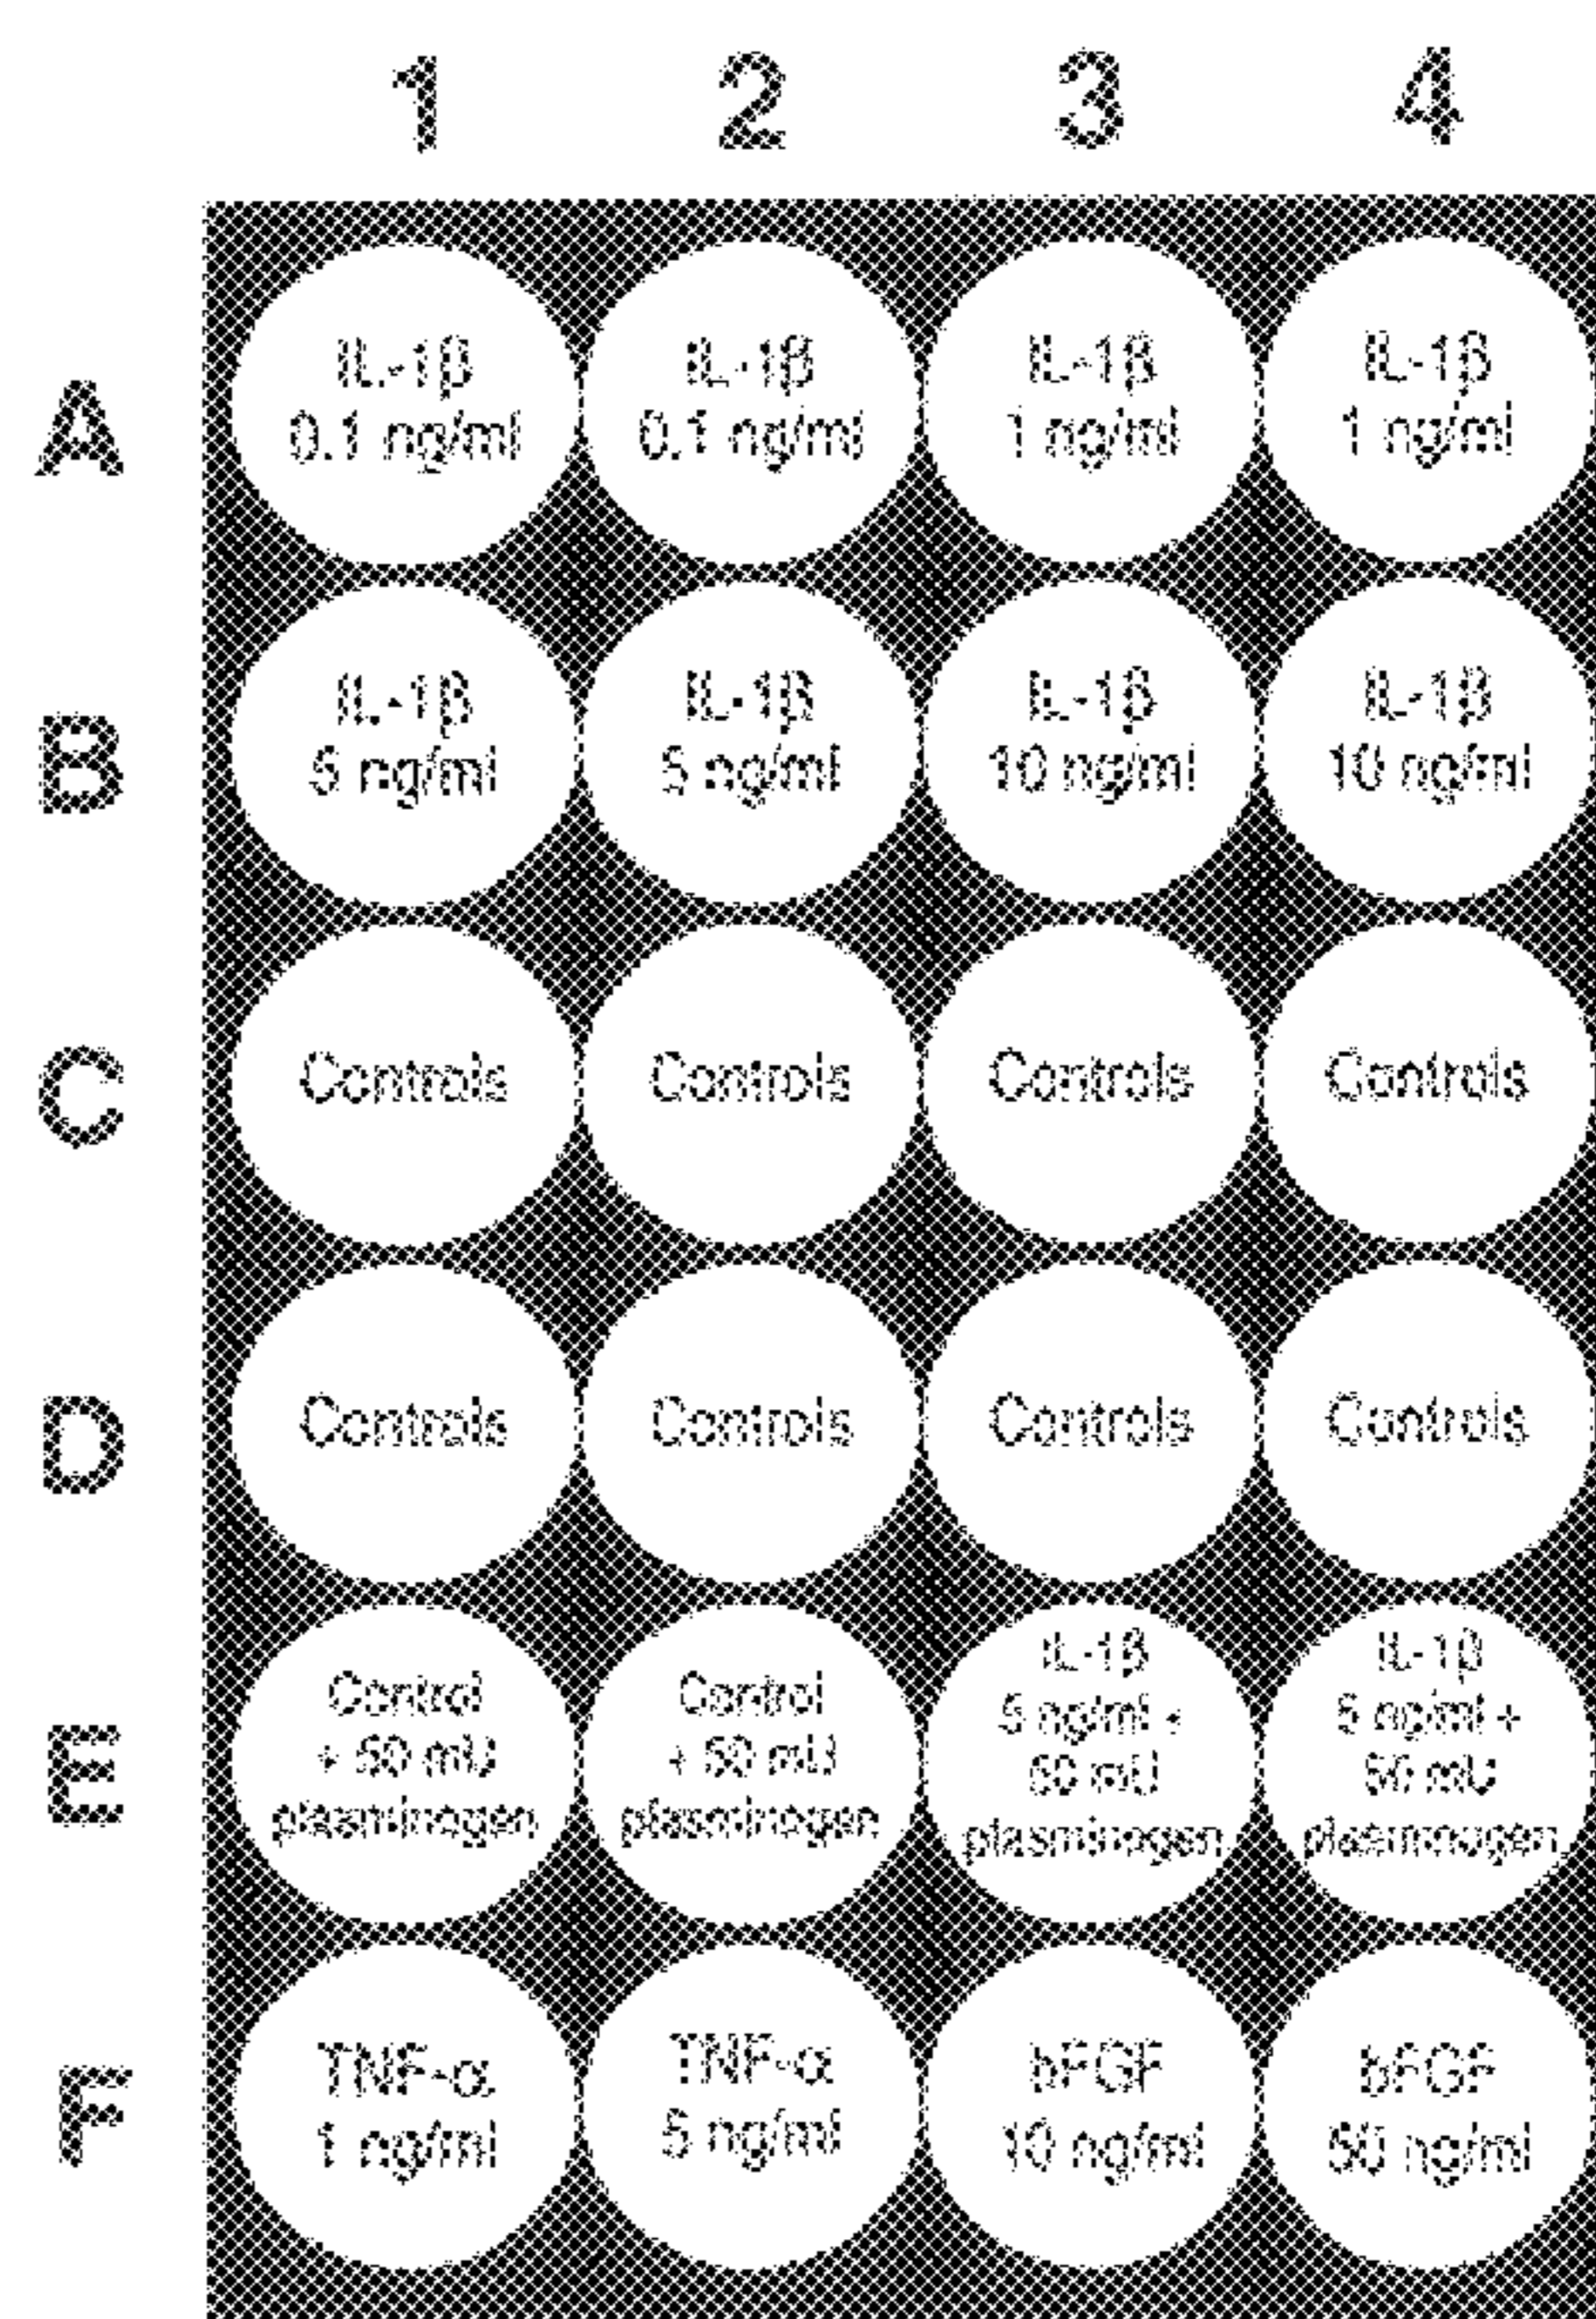 1 2 3 4
A
IL-1β
0.1 ng/ml
IL-1β
0.1 ng/ml
IL-1β
1 ng/ml
IL-1β
1 ng/ml
B
IL-1β
5 ng/ml
IL-1β
5 ng/ml
IL-1β
10 ng/ml
IL-1β
10 ng/ml
C
Controls
Controls
Controls
Controls
D
Controls
Controls
Controls
Controls
E
Control
+ 50 mU
plasminogen
Control
+ 50 mU
plasminogen
IL-1β
5 ng/ml +
50 mU
plasminogen
IL-1β
5 ng/ml +
50 mU
plasminogen
F
TNF-α
1 ng/ml
TNF-α
5 ng/ml
bFGF
10 ng/ml
bFGF
50 ng/ml